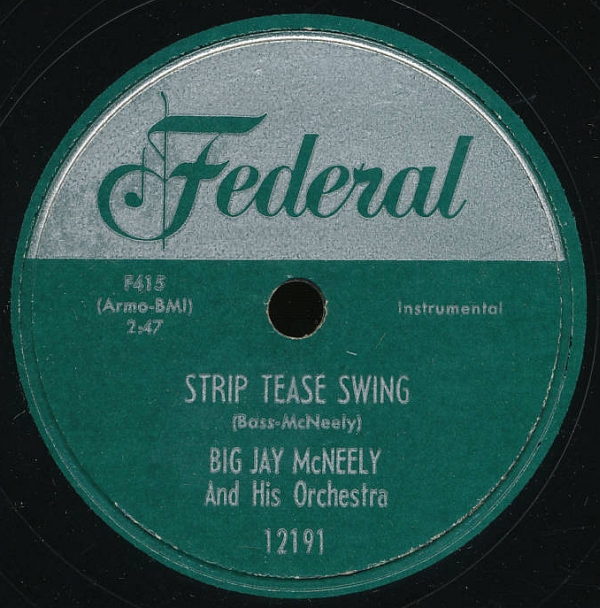 Federal
F415
(Armo-BMI)
2:47
Instrumental
STRIP TEASE SWING
(Bass-McNeely)
BIG JAY McNEELY
And His Orchestra
12191